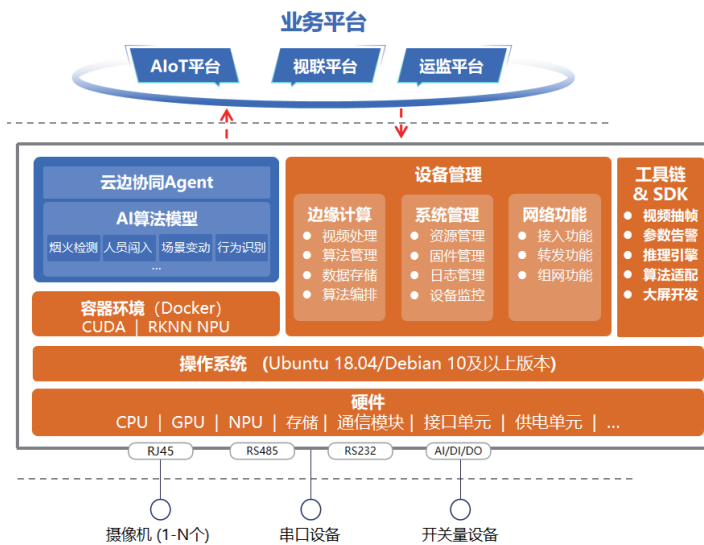 业务平台
AIoT平台
视联平台
运监平台
云边协同Agent
AI算法模型
烟火检测
人员闯入
场景变动
行为识别
...
容器环境（Docker）
CUDA | RKNN NPU
设备管理
边缘计算
视频处理
算法管理
数据存储
算法编排
系统管理
资源管理
固件管理
日志管理
设备监控
网络功能
接入功能
转发功能
组网功能
工具链
& SDK
视频抽帧
参数告警
推理引擎
算法适配
大屏开发
操作系统 (Ubuntu 18.04/Debian 10及以上版本)
硬件
CPU | GPU | NPU | 存储 | 通信模块 | 接口单元 | 供电单元 | ...
RJ45
RS485
RS232
AI/DI/DO
摄像机 (1-N个)
串口设备
开关量设备